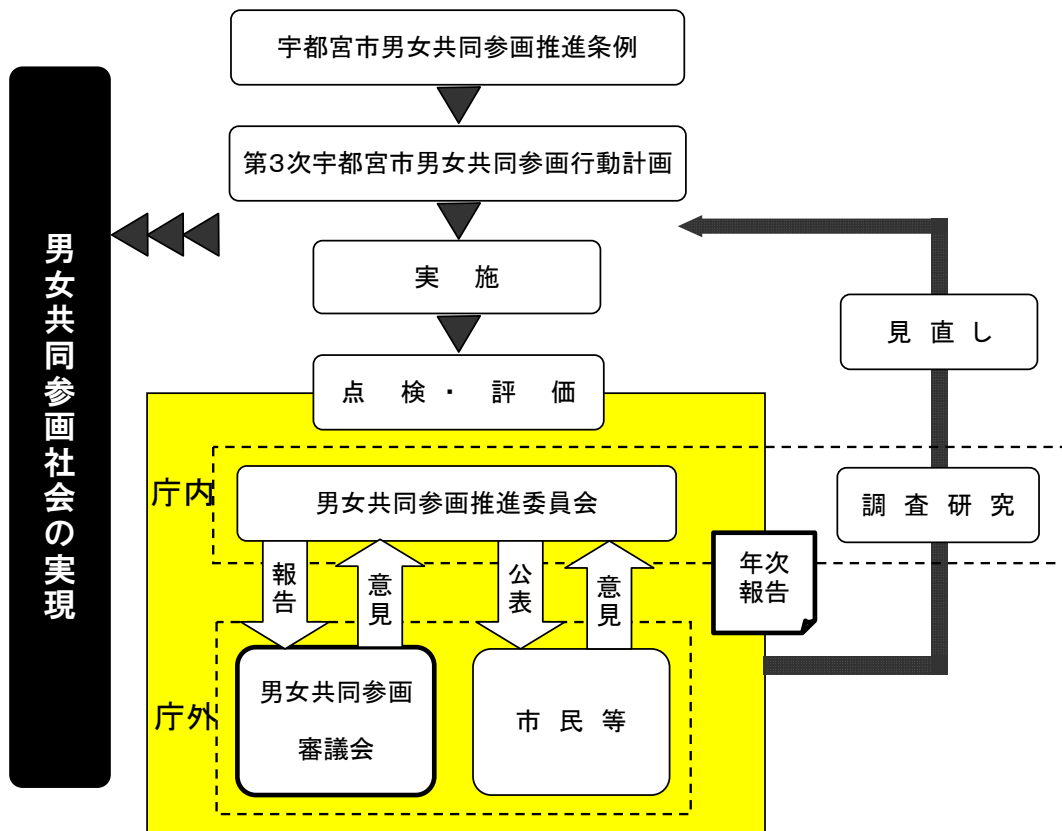 宇都宮市男女共同参画推進条例
第3次宇都宮市男女共同参画行動計画
男女共同参画社会の実現
実 施
見 直 し
点 検 ・ 評 価
庁内
男女共同参画推進委員会
調 査 研 究
年次
報告
報告
意見
公表
意見
庁外
男女共同参画
審議会
市 民 等